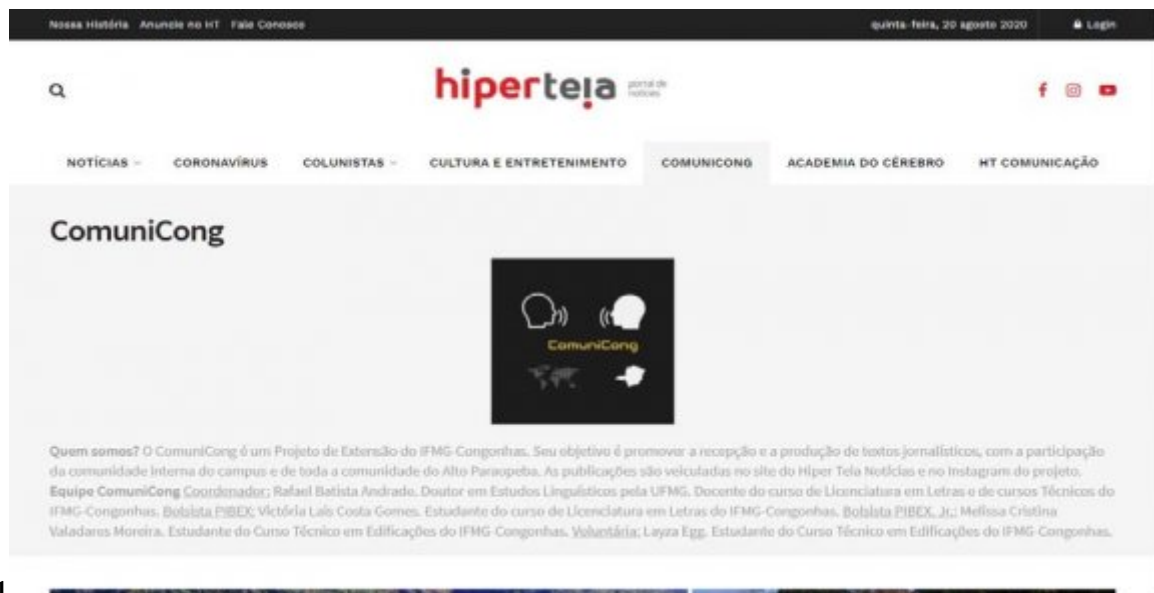 Nossa História Anuncie no HT Fale Conosco
quinta-feira, 20 agosto 2020
Login
hipertela portal de notícias
NOTÍCIAS CORONAVÍRUS COLUNISTAS CULTURA E ENTRETENIMENTO COMUNICONG ACADEMIA DO CÉREBRO HT COMUNICAÇÃO
ComuniCong
ComuniCong
Quem somos? O ComuniCong é um Projeto de Extensão do IFMG-Congonhas. Seu objetivo é promover a recepção e a produção de textos jornalísticos, com a participação
da comunidade interna do campus e de toda a comunidade do Alto Paraopeba. As publicações são veiculadas no site do Hiper Tela Notícias e no Instagram do projeto.
Equipe ComuniCong Coordenador: Rafael Batista Andrade. Doutor em Estudos Linguísticos pela UFMG. Docente do curso de Licenciatura em Letras e de cursos Técnicos do
IFMG-Congonhas. Bolsista PIBEX: Victória Laís Costa Gomes. Estudante do curso de Licenciatura em Letras do IFMG-Congonhas. Bolsista PIBEX. Jr.: Melissa Cristina
Valadares Moreira. Estudante do Curso Técnico em Edificações do IFMG-Congonhas. Voluntária: Layza Egg. Estudante do Curso Técnico em Edificações do IFMG-Congonhas.